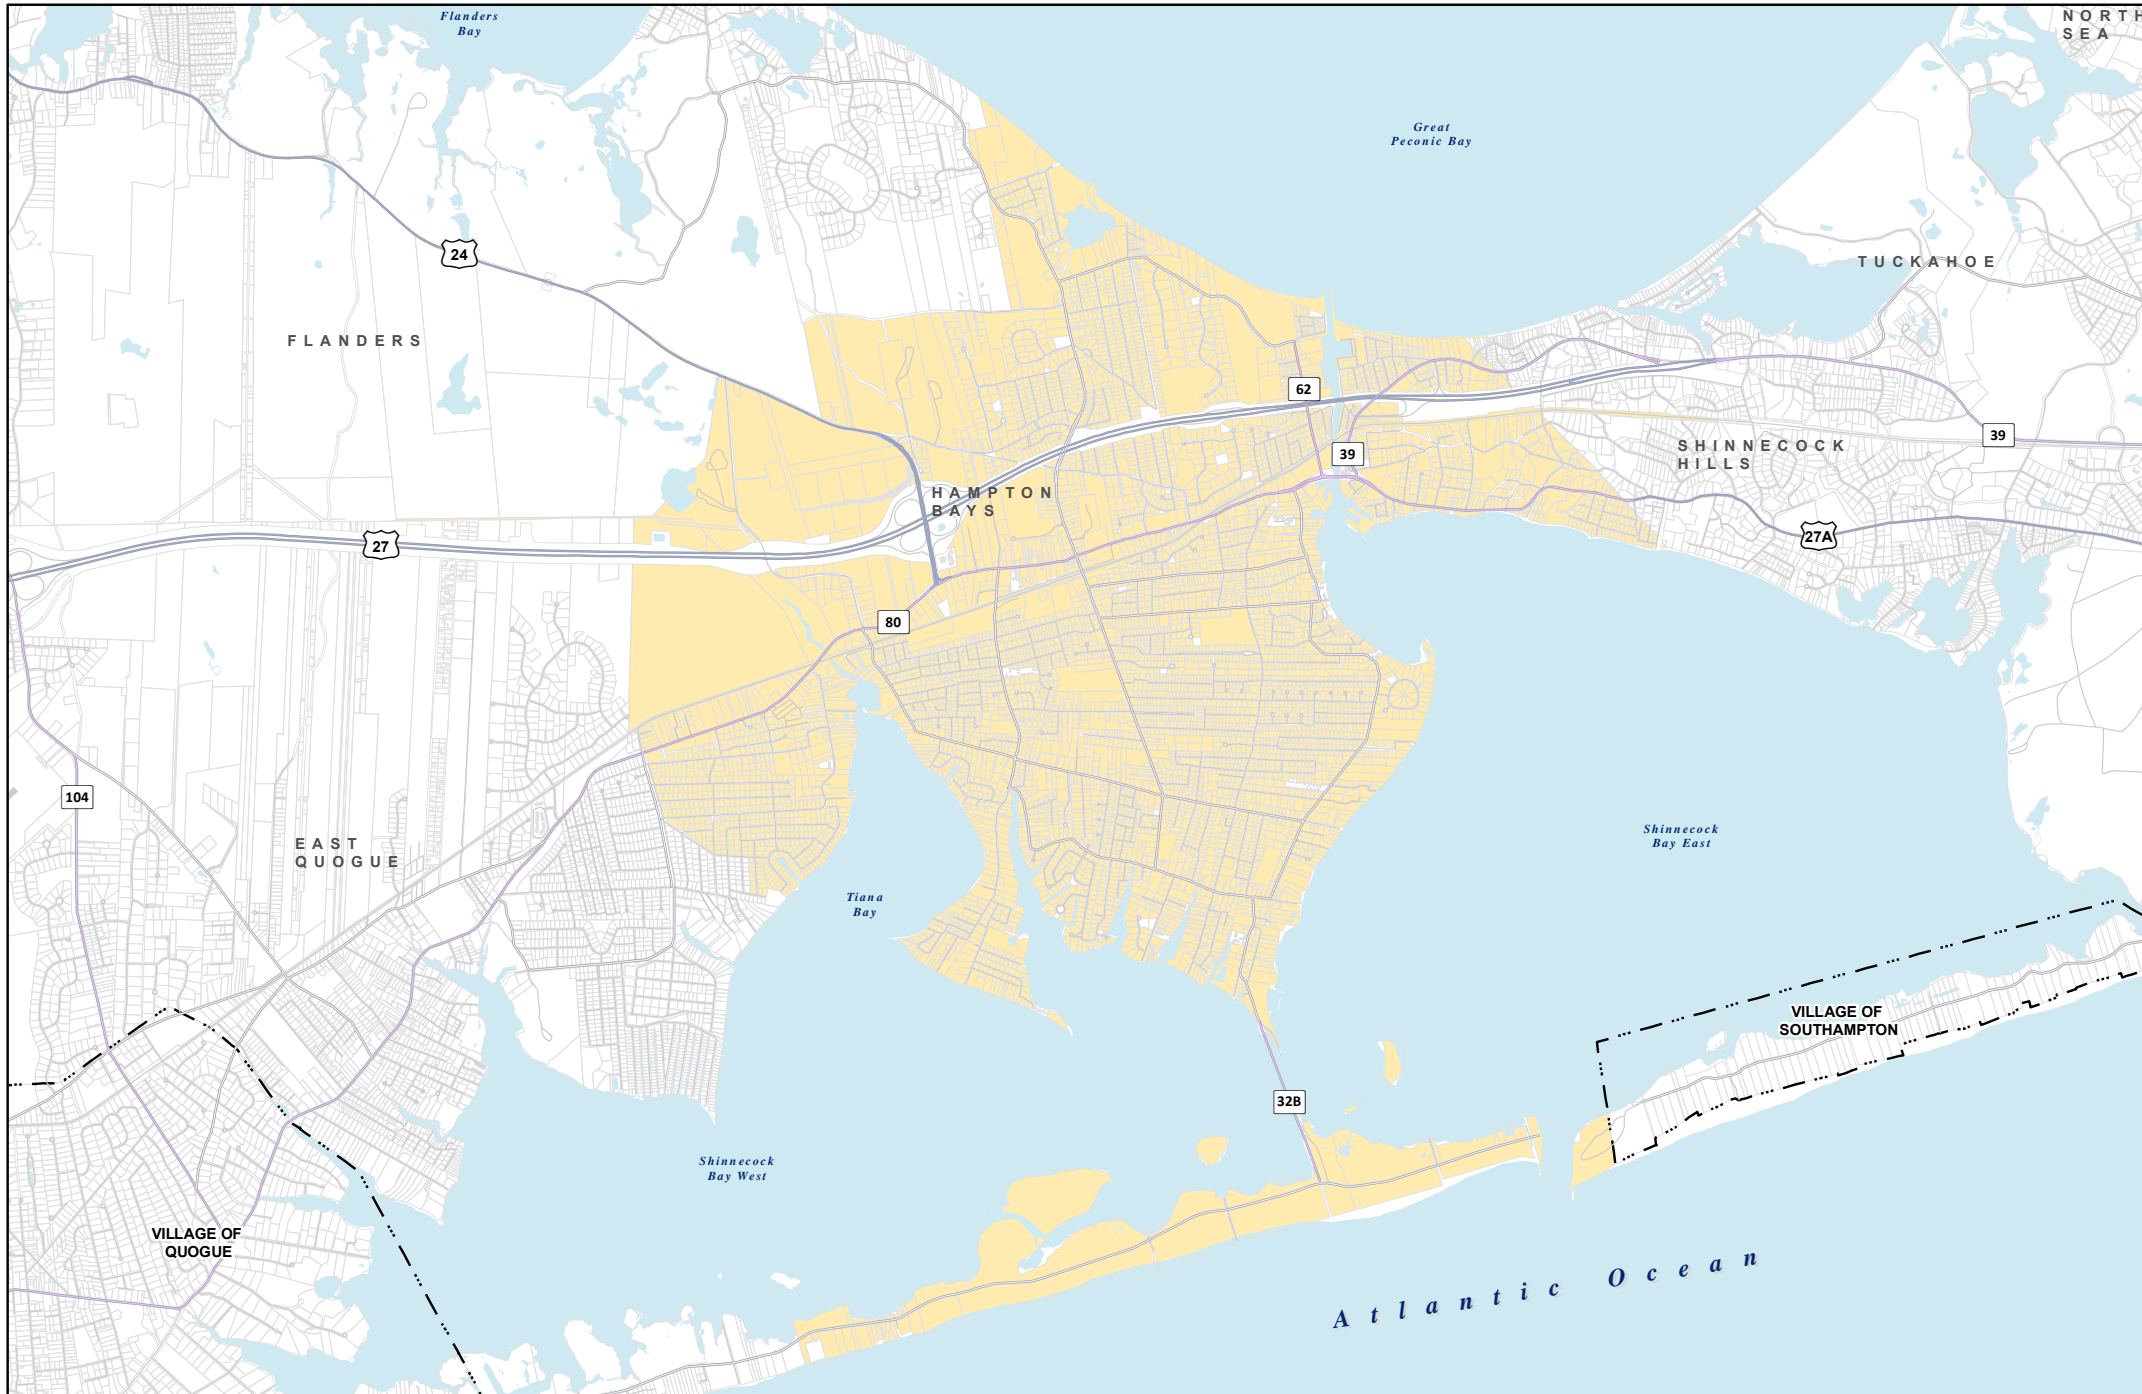 Flanders
Bay
NORTH
SEA
Great
Peconic Bay
24
TUCKAHOE
FLANDERS
62
39
39
SHINNECOCK
HILLS
HAMPTON
BAYS
27
27A
80
104
EAST
QUOGUE
Shinnecock
Bay East
Tiana
Bay
VILLAGE OF
SOUTHAMPTON
32B
Shinnecock
Bay West
VILLAGE OF
QUOGUE
Atlantic Ocean